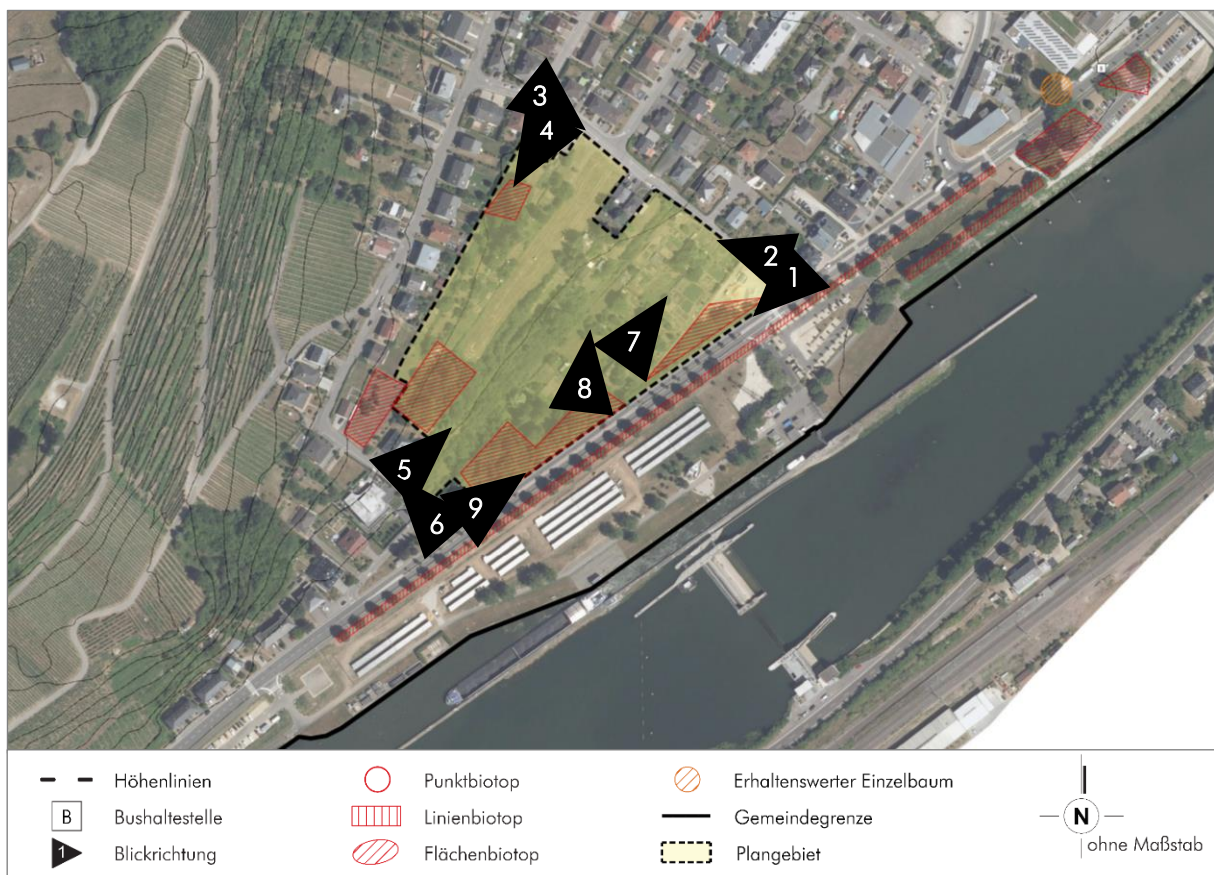 3
4
2
1
7
8
5
6
9
Höhenlinien
Punktbiotop
Erhaltenswerter Einzelbaum
B
Bushaltestelle
Linienbiotop
Gemeindegrenze
N
1
Blickrichtung
Flächenbiotop
Plangebiet
ohne Maßstab